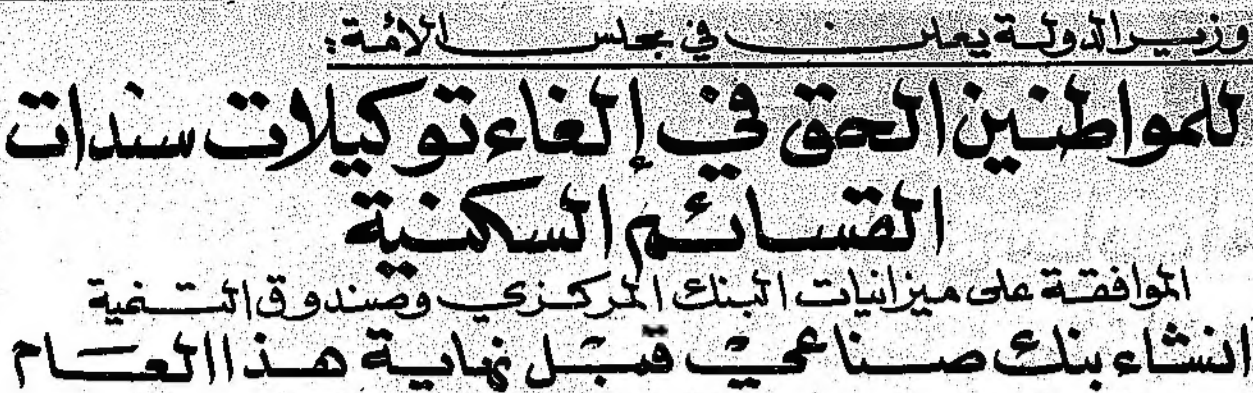 وزير الدولة يعلن في مجلس الأمة:
للمواطنين الحق في إلغاء توكيلات سندات
القسائم السكنية
الموافقة على ميزانيات البنك المركزي وصندوق التنمية
انشاء بنك صناعي قبل نهاية هذا العام